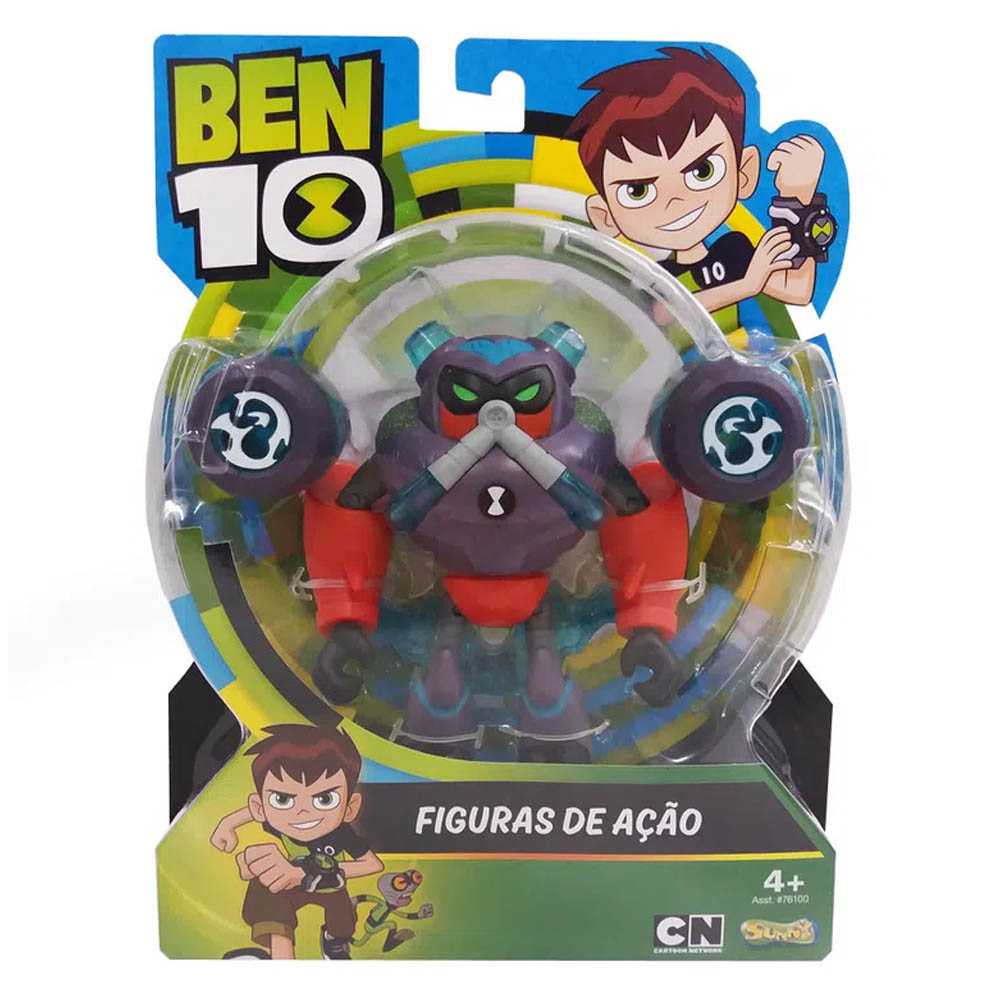 BEN
10
10
FIGURAS DE AÇÃO
4+
Asst. #76100
CN
CARTOON NETWORK
SUNNY